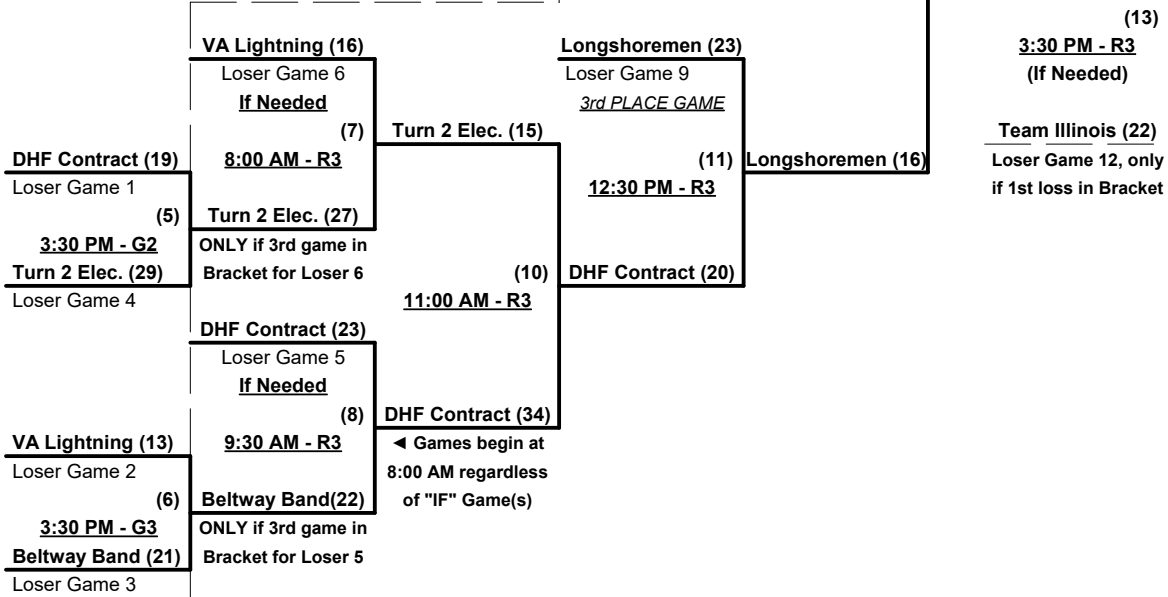 (13)
VA Lightning (16)
Longshoremen (23)
3:30 PM - R3
Loser Game 6
Loser Game 9
(If Needed)
If Needed
3rd PLACE GAME
(7)
Turn 2 Elec. (15)
Team Illinois (22)
DHF Contract (19)
8:00 AM - R3
(11)
Longshoremen (16)
Loser Game 12, only
Loser Game 1
12:30 PM - R3
if 1st loss in Bracket
(5)
Turn 2 Elec. (27)
3:30 PM - G2
ONLY if 3rd game in
Turn 2 Elec. (29)
Bracket for Loser 6
(10)
DHF Contract (20)
Loser Game 4
11:00 AM - R3
DHF Contract (23)
Loser Game 5
If Needed
(8)
DHF Contract (34)
VA Lightning (13)
9:30 AM - R3
◄ Games begin at
Loser Game 2
8:00 AM regardless
(6)
Beltway Band(22)
of "IF" Game(s)
3:30 PM - G3
ONLY if 3rd game in
Beltway Band (21)
Bracket for Loser 5
Loser Game 3